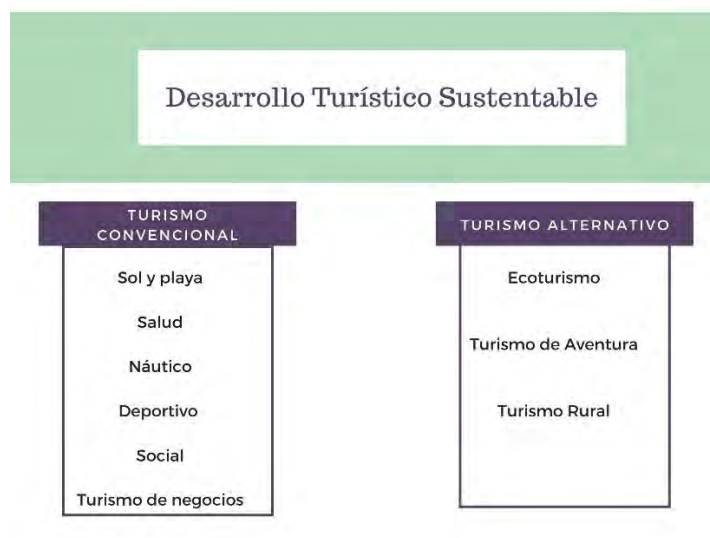 Desarrollo Turístico Sustentable
TURISMO
CONVENCIONAL
Sol y playa
Salud
Náutico
Deportivo
Social
Turismo de negocios
TURISMO ALTERNATIVO
Ecoturismo
Turismo de Aventura
Turismo Rural